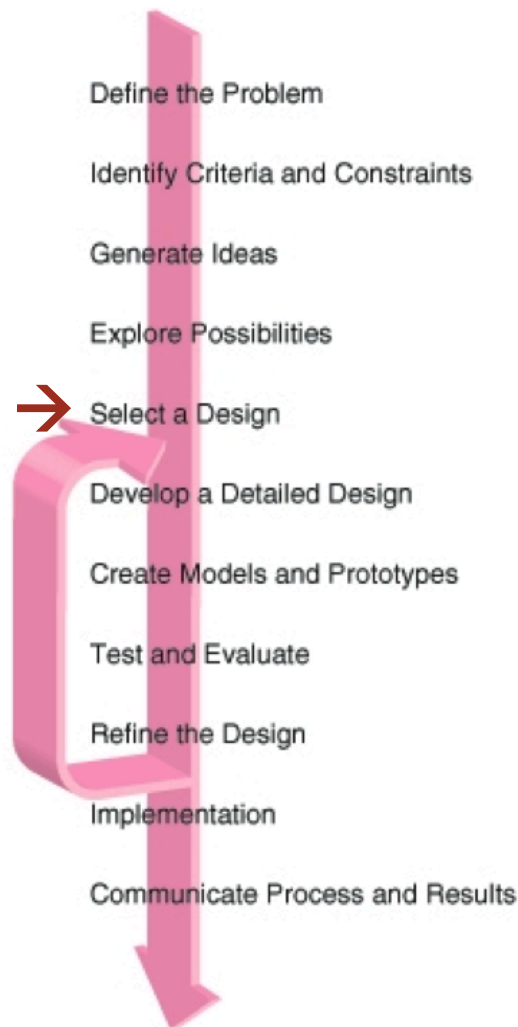 Define the Problem
Identify Criteria and Constraints
Generate Ideas
Explore Possibilities
Select a Design
Develop a Detailed Design
Create Models and Prototypes
Test and Evaluate
Refine the Design
Implementation
Communicate Process and Results